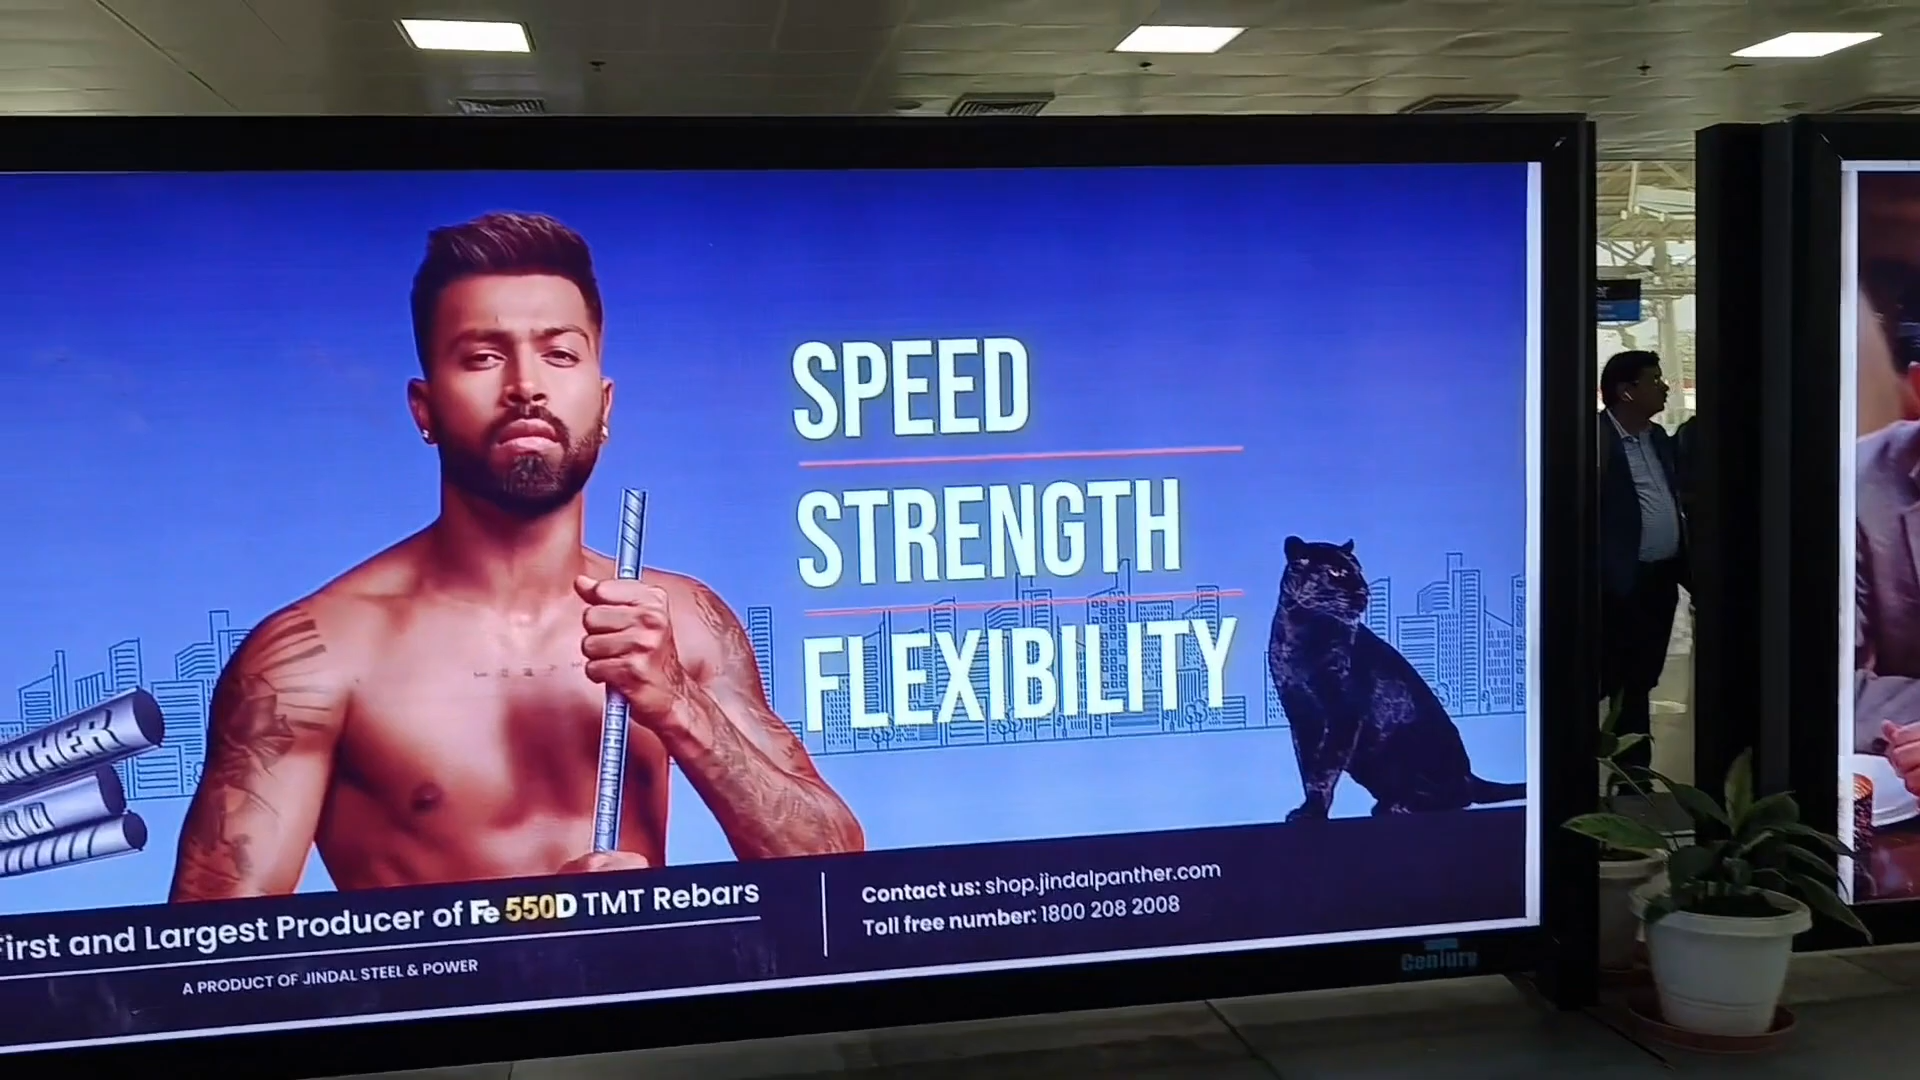 SPEED
STRENGTH
FLEXIBILITY
NTHER
PANTHER
First and Largest Producer of Fe 550D TMT Rebars
A PRODUCT OF JINDAL STEEL & POWER
Contact us: shop.jindalpanther.com
Toll free number: 1800 208 2008
Century